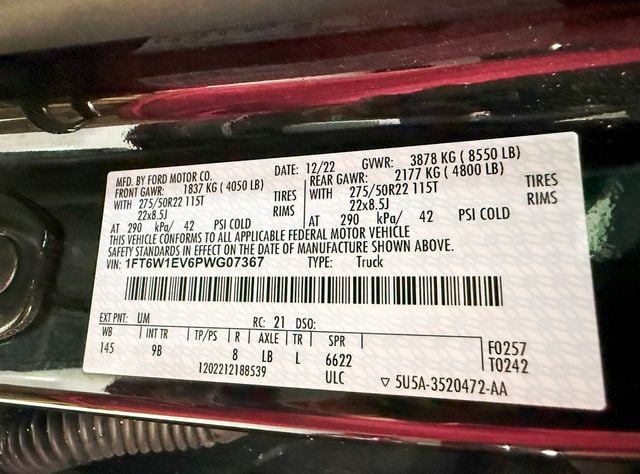 MFD. BY FORD MOTOR CO. DATE: 12/22 GVWR: 3878 KG ( 8550 LB)
FRONT GAWR: 1837 KG ( 4050 LB) REAR GAWR: 2177 KG ( 4800 LB)
WITH 275/50R22 115T TIRES WITH 275/50R22 115T TIRES
22x8.5J RIMS 22x8.5J RIMS
AT 290 kPa/ 42 PSI COLD AT 290 kPa/ 42 PSI COLD
THIS VEHICLE CONFORMS TO ALL APPLICABLE FEDERAL MOTOR VEHICLE
SAFETY STANDARDS IN EFFECT ON THE DATE OF MANUFACTURE SHOWN ABOVE.
VIN: 1FT6W1EV6PWG07367 TYPE: Truck
EXT PNT: UM RC: 21 DSO:
WB INT TR TP/PS R AXLE TR SPR F0257
145 9B 8 LB L 6622 T0242
1202212188539 ULC ▽ 5U5A-3520472-AA